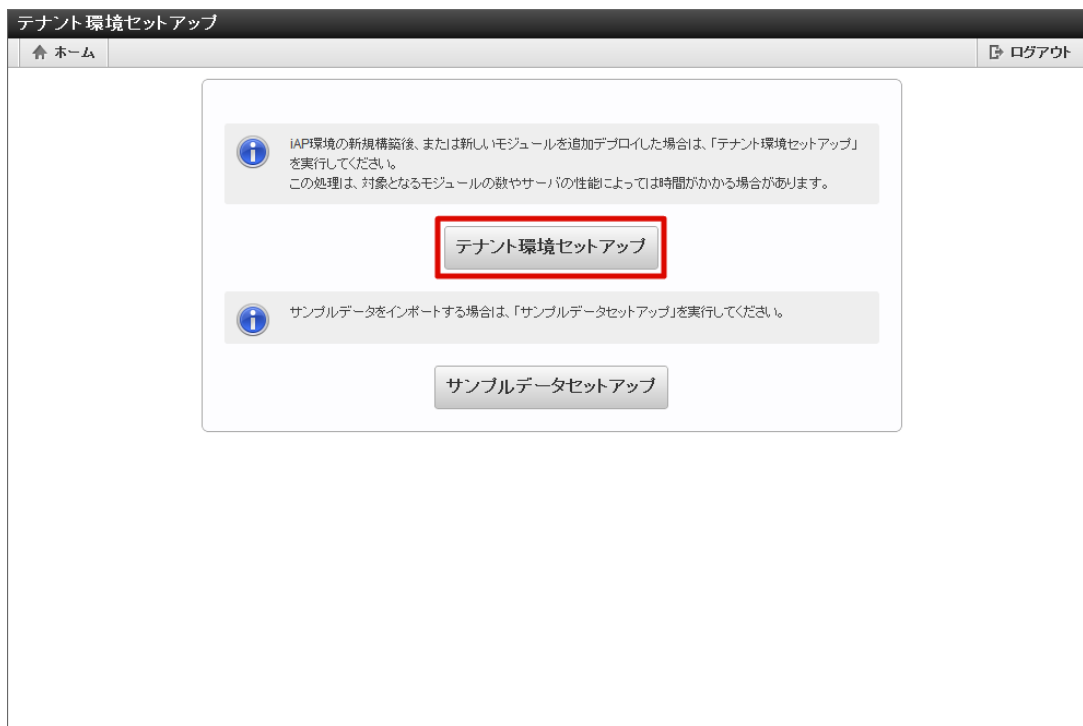 テナント環境セットアップ
ホーム
ログアウト
iAP環境の新規構築後、または新しいモジュールを追加デプロイした場合は、「テナント環境セットアップ」
を実行してください。
この処理は、対象となるモジュールの数やサーバの性能によっては時間がかかる場合があります。
テナント環境セットアップ
サンプルデータをインポートする場合は、「サンプルデータセットアップ」を実行してください。
サンプルデータセットアップ